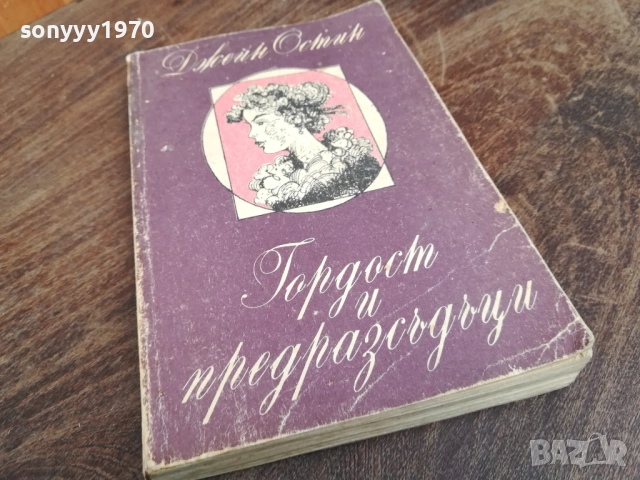 sonyyy1970
Джейн Остин
Гордост
и
предразсъдъци
BAZAR